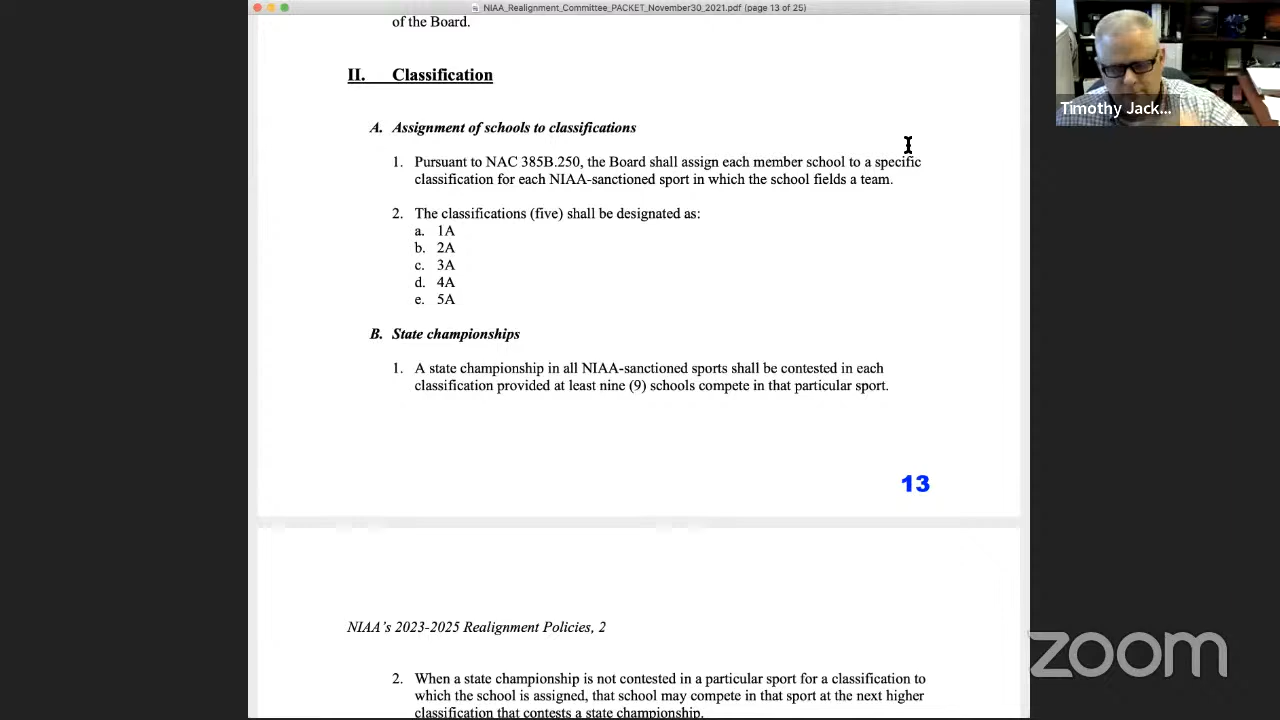 NIAA_Realignment_Committee_PACKET_November30_2021.pdf (page 13 of 25)
of the Board.
II. Classification
A. Assignment of schools to classifications
1. Pursuant to NAC 385B.250, the Board shall assign each member school to a specific
classification for each NIAA-sanctioned sport in which the school fields a team.
2. The classifications (five) shall be designated as:
a. 1A
b. 2A
c. 3A
d. 4A
e. 5A
B. State championships
1. A state championship in all NIAA-sanctioned sports shall be contested in each
classification provided at least nine (9) schools compete in that particular sport.
13
NIAA's 2023-2025 Realignment Policies, 2
2. When a state championship is not contested in a particular sport for a classification to
which the school is assigned, that school may compete in that sport at the next higher
classification that contests a state championship.
Timothy Jack...
zoom